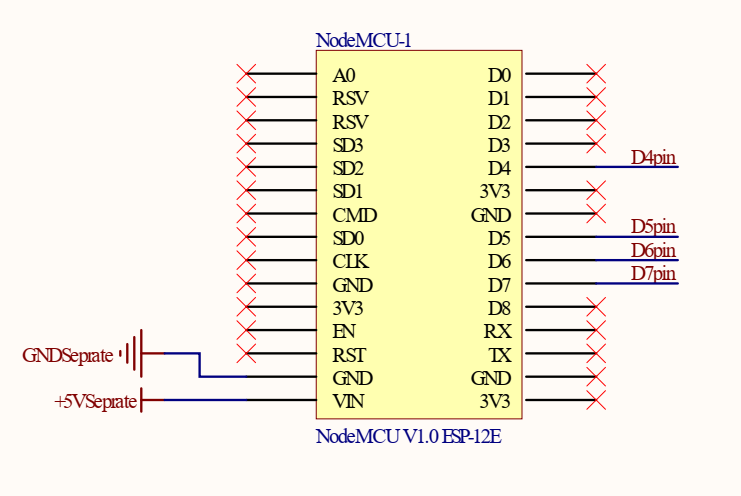 NodeMCU-1
A0 D0
RSV D1
RSV D2
SD3 D3
SD2 D4 D4pin
SD1 3V3
CMD GND
SD0 D5 D5pin
CLK D6 D6pin
GND D7 D7pin
3V3 D8
EN RX
GNDSeprate RST TX
GND GND
+5VSeprate VIN 3V3
NodeMCU V1.0 ESP-12E